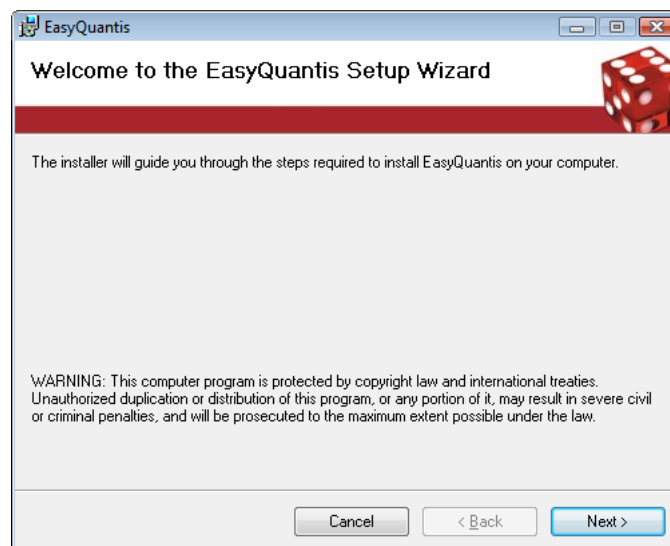 EasyQuantis
Welcome to the EasyQuantis Setup Wizard
The installer will guide you through the steps required to install EasyQuantis on your computer.
WARNING: This computer program is protected by copyright law and international treaties.
Unauthorized duplication or distribution of this program, or any portion of it, may result in severe civil
or criminal penalties, and will be prosecuted to the maximum extent possible under the law.
Cancel
< Back
Next >